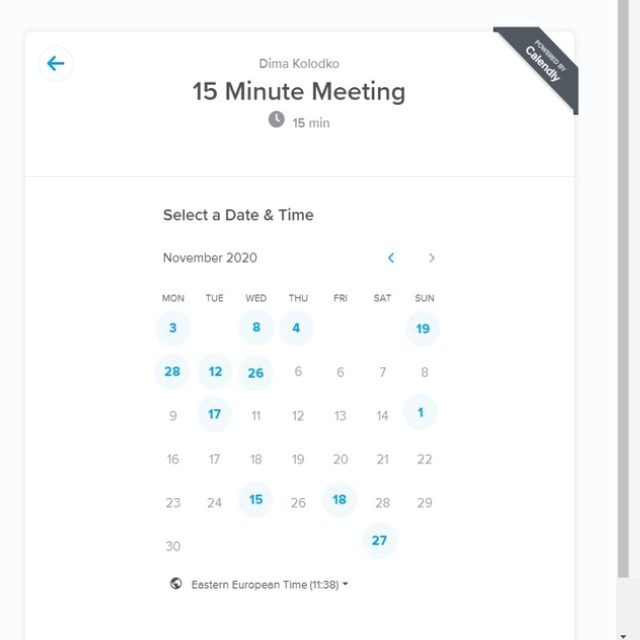 POWERED BY
Calendly
Dima Kolodko
15 Minute Meeting
15 min
Select a Date & Time
November 2020
MON TUE WED THU FRI SAT SUN
3 8 4 19
28 12 26 6 6 7 8
9 17 11 12 13 14 1
16 17 18 19 20 21 22
23 24 15 26 18 28 29
30 27
Eastern European Time (11:38)